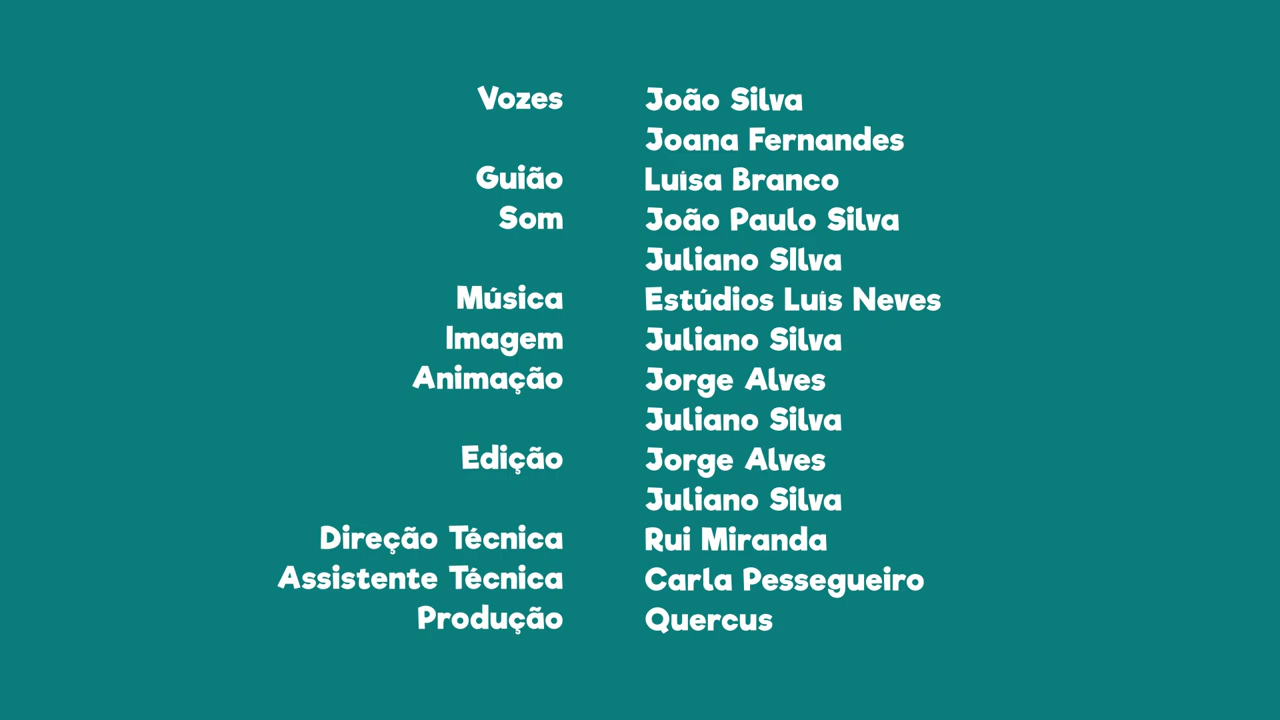 Vozes João Silva
Joana Fernandes
Guião Luísa Branco
Som João Paulo Silva
Juliano SIlva
Música Estúdios Luís Neves
Imagem Juliano Silva
Animação Jorge Alves
Juliano Silva
Edição Jorge Alves
Juliano Silva
Direção Técnica Rui Miranda
Assistente Técnica Carla Pessegueiro
Produção Quercus